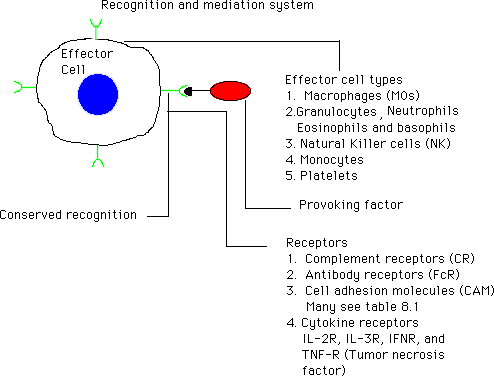 Recognition and mediation system
Effector
Cell
Effector cell types
1. Macrophages (MOs)
2.Granulocytes , Neutrophils
Eosinophils and basophils
3. Natural Killer cells (NK)
4. Monocytes
5. Platelets
Provoking factor
Conserved recognition
Receptors
1. Complement receptors (CR)
2. Antibody receptors (FcR)
3. Cell adhesion molecules (CAM)
Many see table 8.1
4. Cytokine receptors
IL-2R, IL-3R, IFNR, and
TNF-R (Tumor necrosis
factor)